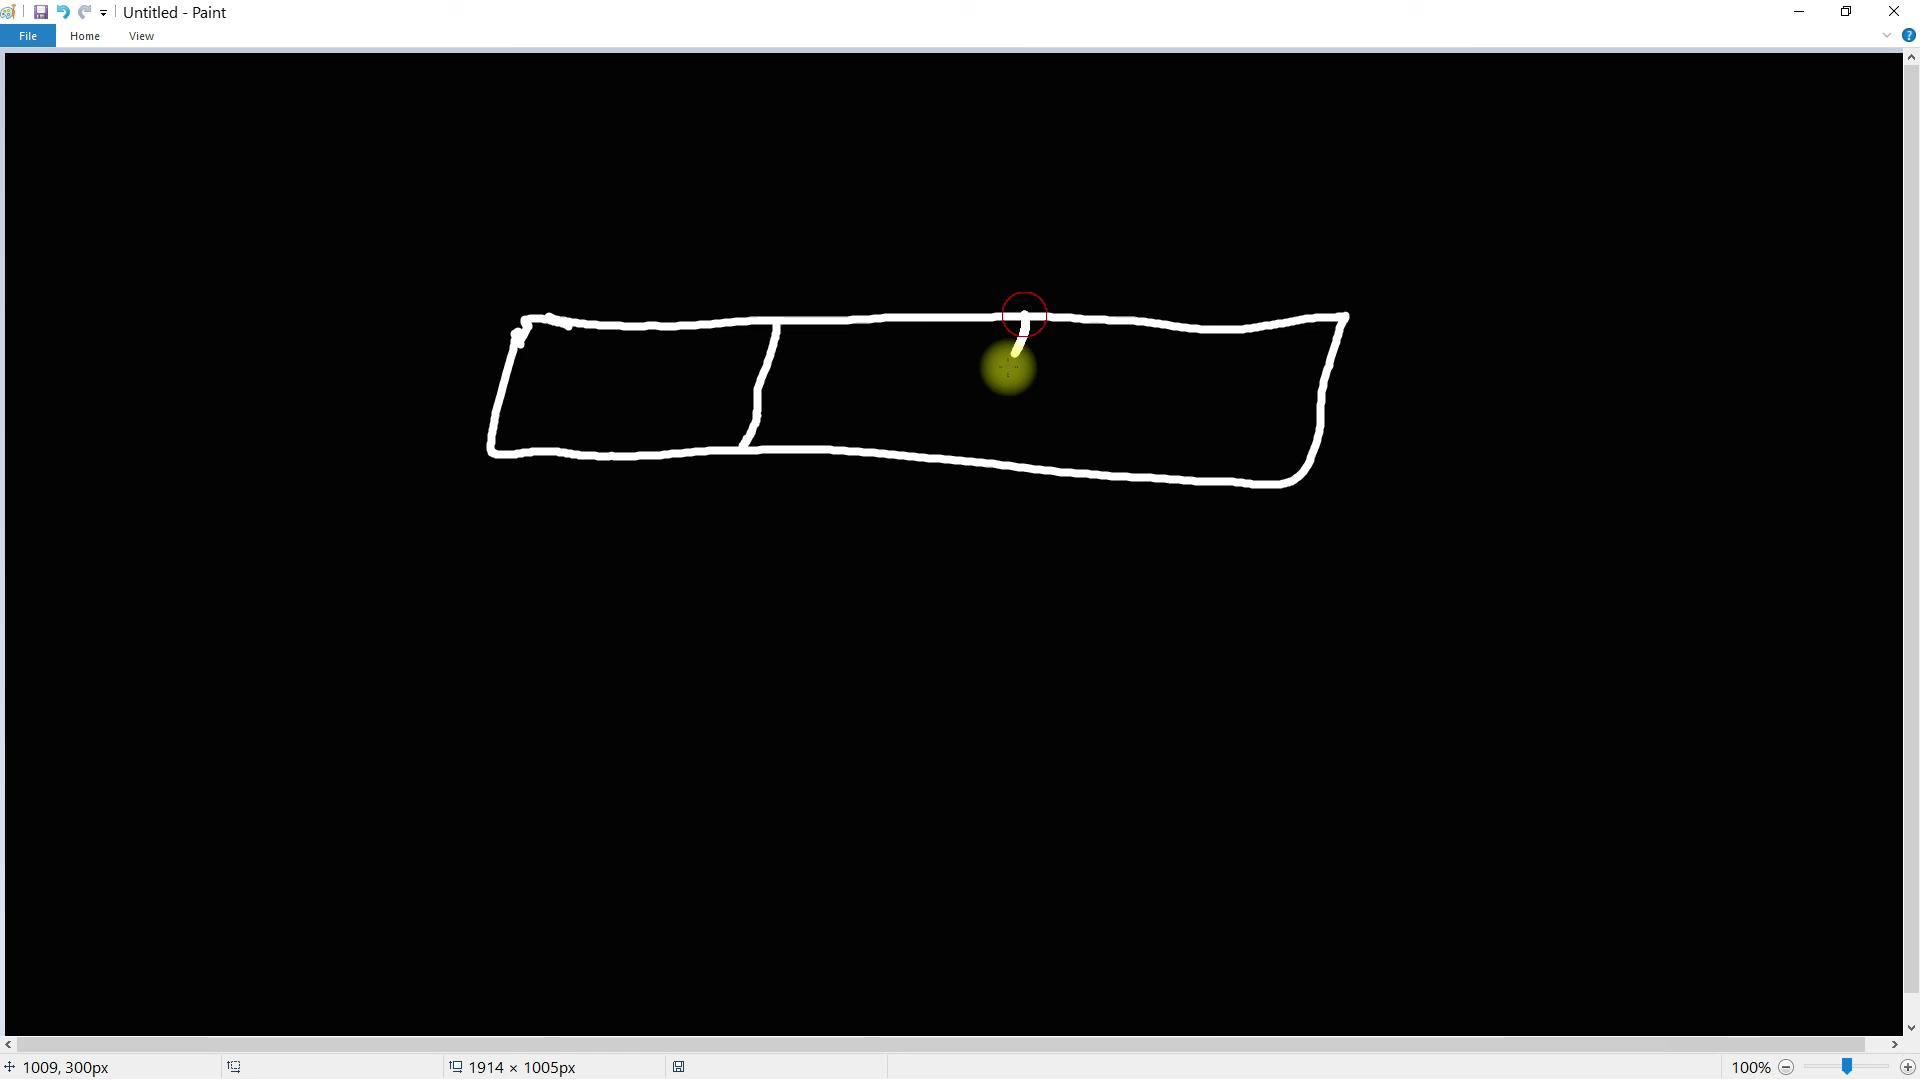 Untitled - Paint
File Home View
1009, 300px 1914 × 1005px 100%